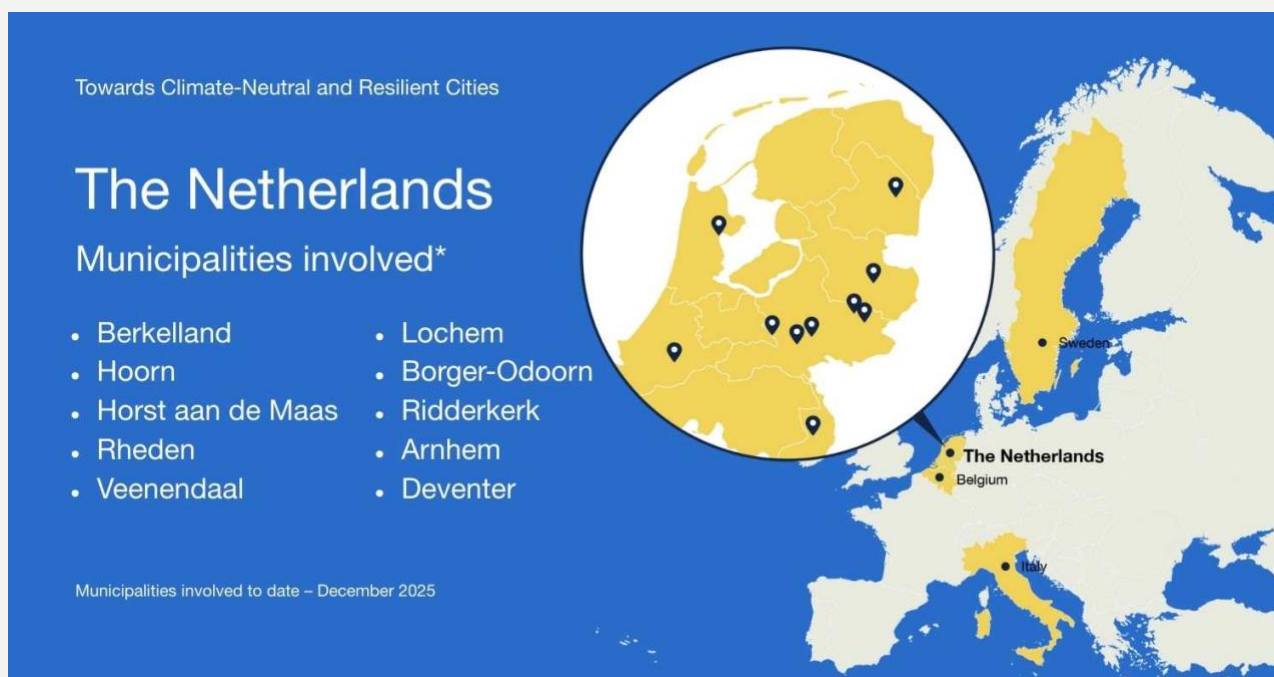 Towards Climate-Neutral and Resilient Cities
The Netherlands
Municipalities involved*
• Berkelland
• Hoorn
• Horst aan de Maas
• Rheden
• Veenendaal
• Lochem
• Borger-Odoorn
• Ridderkerk
• Arnhem
• Deventer
Municipalities involved to date – December 2025
Sweden
The Netherlands
Belgium
Italy